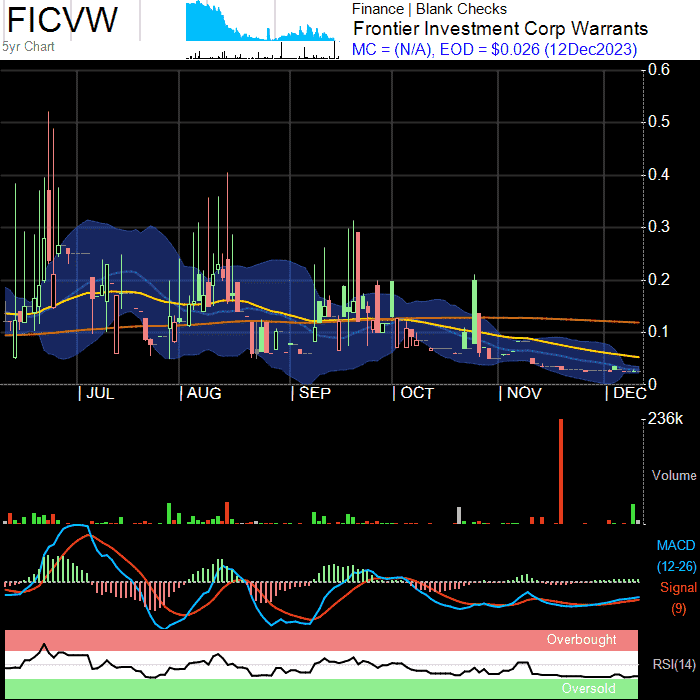 FICVW
5yr Chart
Finance | Blank Checks
Frontier Investment Corp Warrants
MC = (N/A), EOD = $0.026 (12Dec2023)
0.6
0.5
0.4
0.3
0.2
0.1
0
| JUL | AUG | SEP | OCT | NOV | DEC
236k
Volume
MACD
(12-26)
Signal
(9)
Overbought
RSI(14)
Oversold